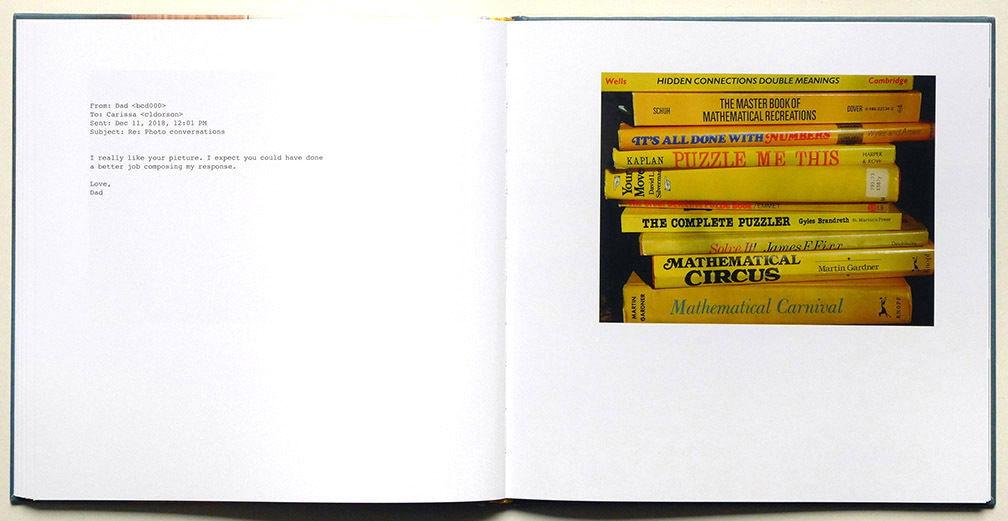 From: Dad <bcd000>
To: Carissa <cldorson>
Sent: Dec 11, 2018, 12:01 PM
Subject: Re: Photo conversations
I really like your picture. I expect you could have done
a better job composing my response.
Love,
Dad
Wells HIDDEN CONNECTIONS DOUBLE MEANINGS Cambridge
SCHUH THE MASTER BOOK OF MATHEMATICAL RECREATIONS DOVER
IT'S ALL DONE WITH NUMBERS
KAPLAN PUZZLE ME THIS HARPER & ROW
Your Move David L. Silverman
THE COMPLETE PUZZLER Gyles Brandreth St. Martin's Press
Solve It! James F. Fixx
MATHEMATICAL CIRCUS Martin Gardner Knopf
MARTIN GARDNER Mathematical Carnival KNOPF